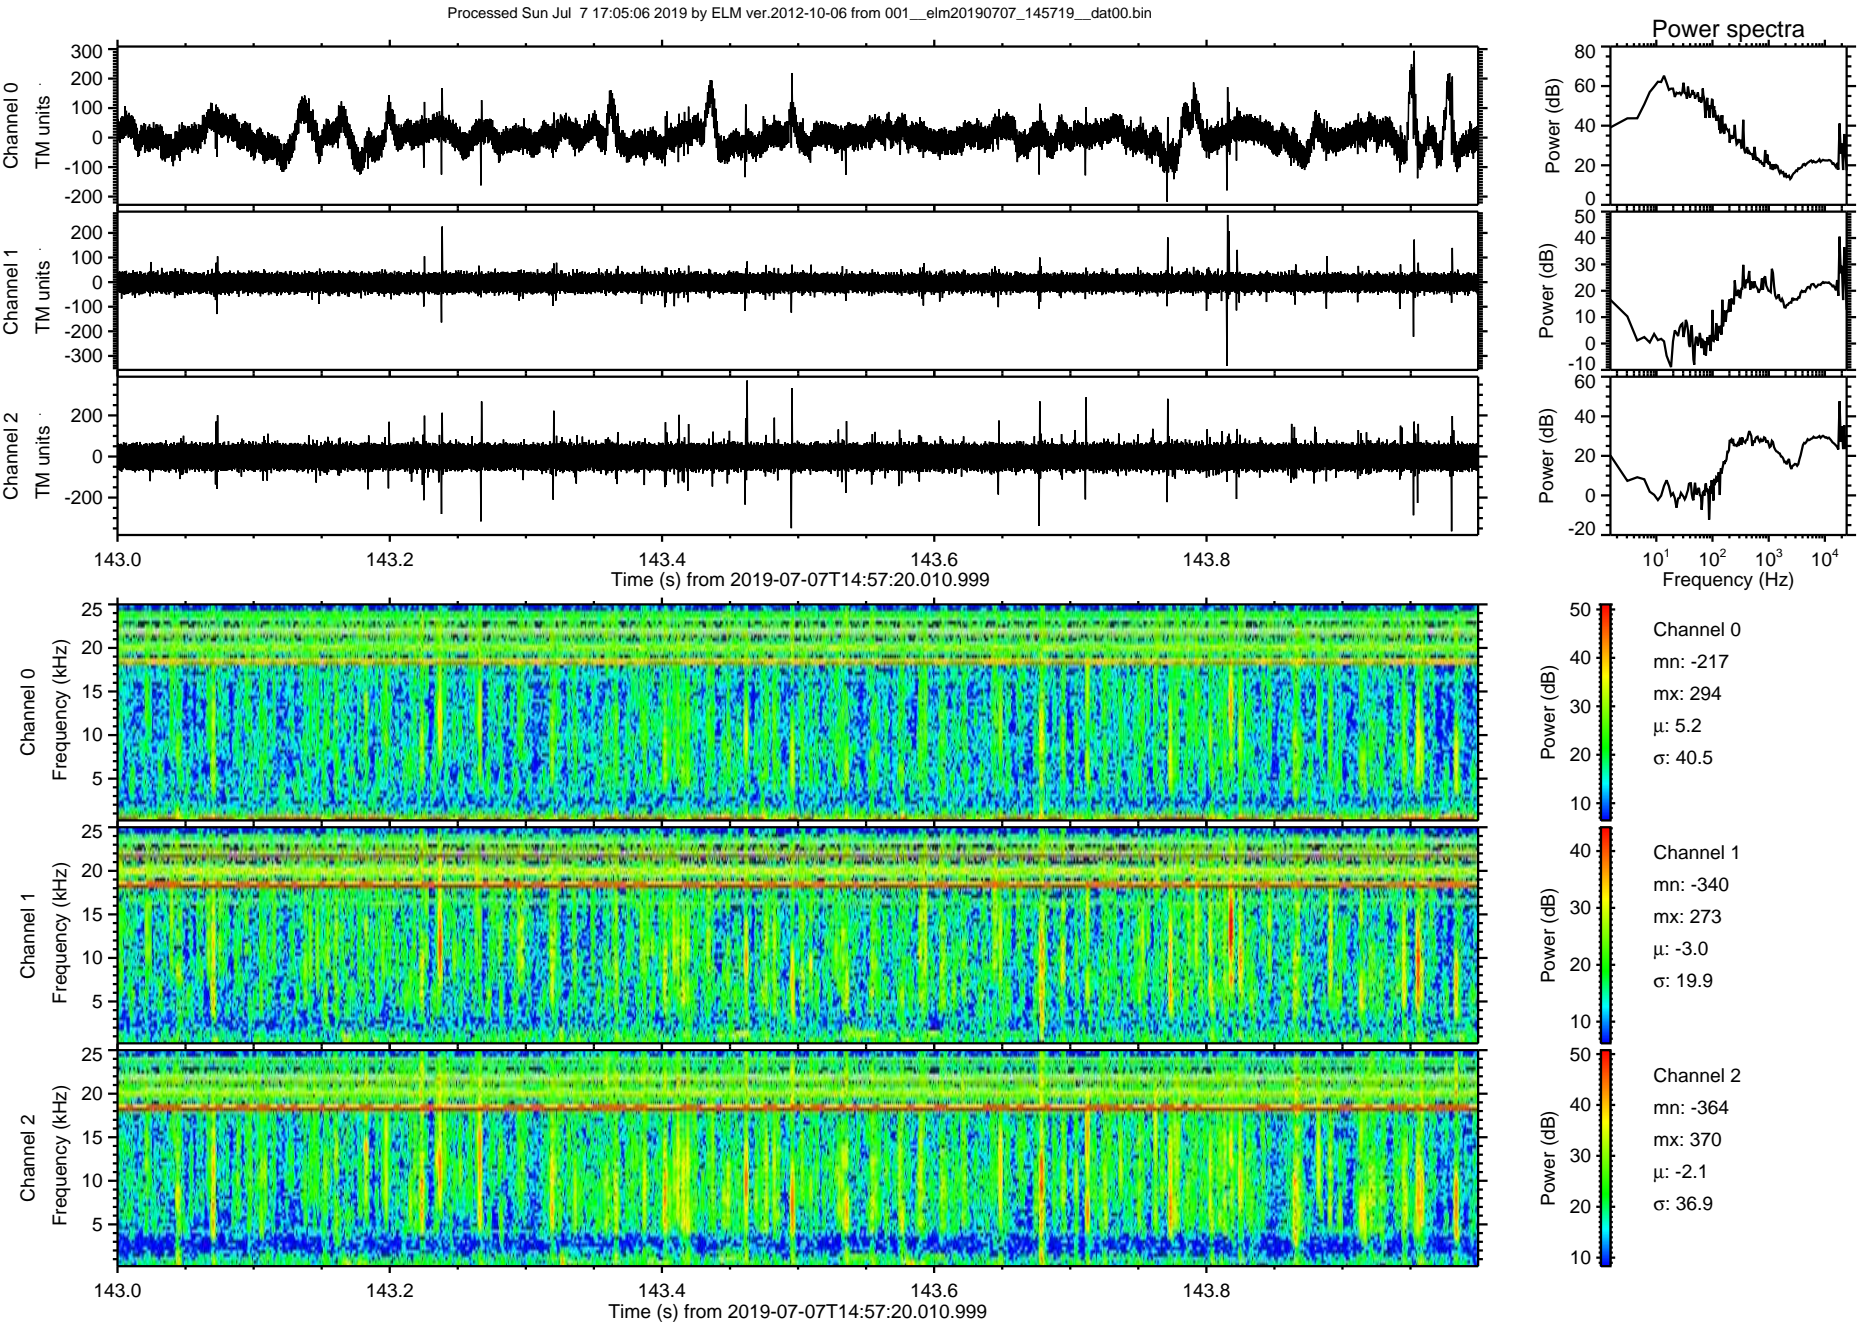 Processed Sun Jul 7 17:05:06 2019 by ELM ver.2012-10-06 from 001__elm20190707_145719__dat00.bin
Power spectra
Channel 0
TM units
300
200
100
0
-100
-200
Power (dB)
80
60
40
20
0
Channel 1
TM units
200
100
0
-100
-200
-300
Power (dB)
50
40
30
20
10
0
-10
Channel 2
TM units
200
0
-200
Power (dB)
60
40
20
0
-20
143.0 143.2 143.4 143.6 143.8
Time (s) from 2019-07-07T14:57:20.010.999
10¹ 10² 10³ 10⁴
Frequency (Hz)
Channel 0
Frequency (kHz)
25
20
15
10
5
Power (dB)
50
40
30
20
10
Channel 0
mn: -217
mx: 294
μ: 5.2
σ: 40.5
Channel 1
Frequency (kHz)
25
20
15
10
5
Power (dB)
40
30
20
10
Channel 1
mn: -340
mx: 273
μ: -3.0
σ: 19.9
Channel 2
Frequency (kHz)
25
20
15
10
5
Power (dB)
50
40
30
20
10
Channel 2
mn: -364
mx: 370
μ: -2.1
σ: 36.9
143.0 143.2 143.4 143.6 143.8
Time (s) from 2019-07-07T14:57:20.010.999